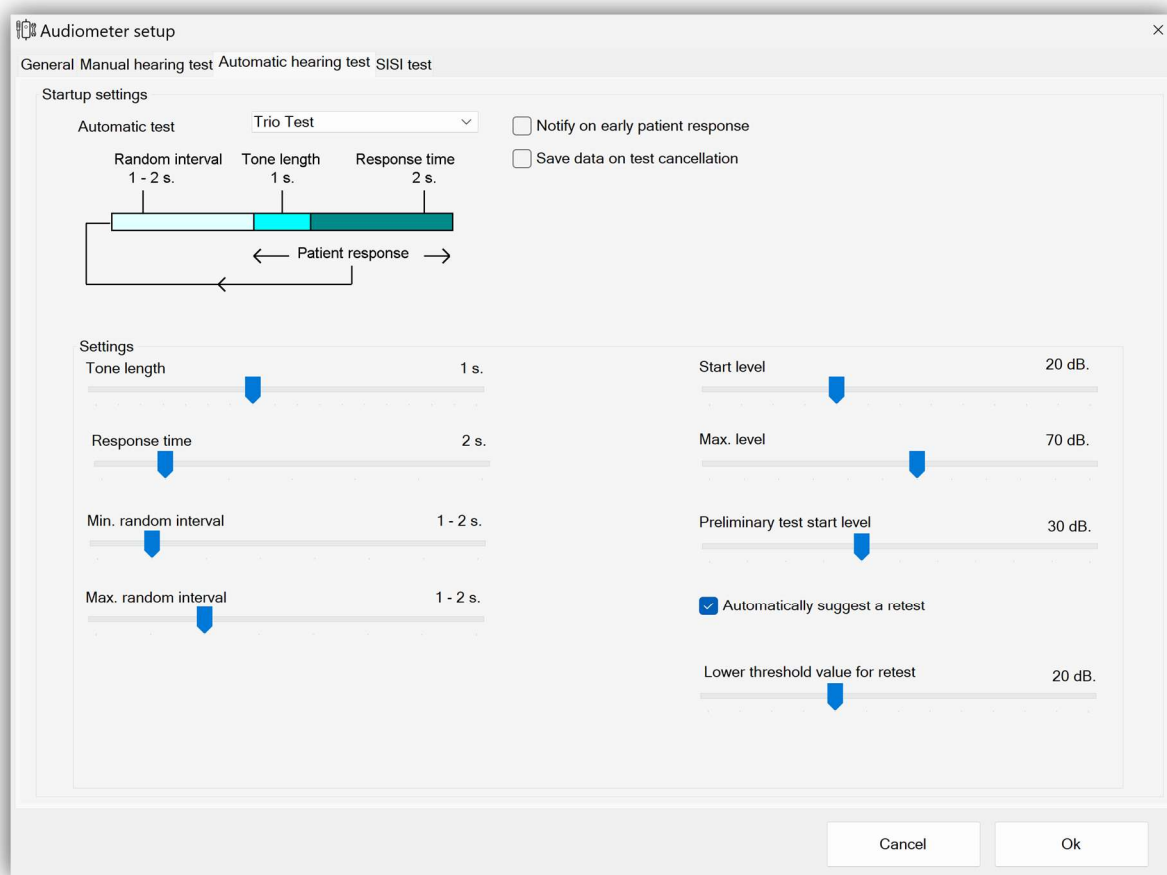 Audiometer setup
General Manual hearing test Automatic hearing test SISI test
Startup settings
Automatic test Trio Test
Notify on early patient response
Save data on test cancellation
Random interval Tone length Response time
1 - 2 s. 1 s. 2 s.
Patient response
Settings
Tone length 1 s.
Response time 2 s.
Min. random interval 1 - 2 s.
Max. random interval 1 - 2 s.
Start level 20 dB.
Max. level 70 dB.
Preliminary test start level 30 dB.
Automatically suggest a retest
Lower threshold value for retest 20 dB.
Cancel Ok